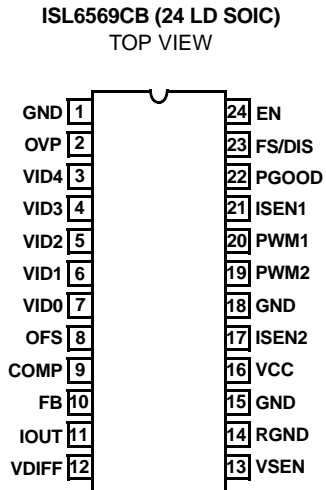 ISL6569CB (24 LD SOIC)
TOP VIEW
GND 1
OVP 2
VID4 3
VID3 4
VID2 5
VID1 6
VID0 7
OFS 8
COMP 9
FB 10
IOUT 11
VDIFF 12
24 EN
23 FS/DIS
22 PGOOD
21 ISEN1
20 PWM1
19 PWM2
18 GND
17 ISEN2
16 VCC
15 GND
14 RGND
13 VSEN